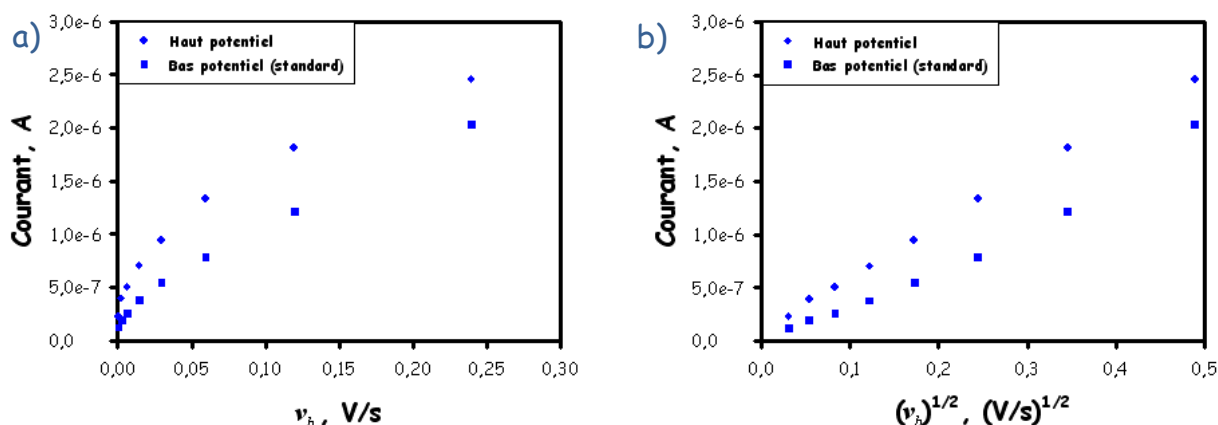 a)
3,0e-6
2,5e-6
2,0e-6
1,5e-6
1,0e-6
5,0e-7
0,0
Courant, A
Haut potentiel
Bas potentiel (standard)
0,00 0,05 0,10 0,15 0,20 0,25 0,30
v_b, V/s
b)
3,0e-6
2,5e-6
2,0e-6
1,5e-6
1,0e-6
5,0e-7
0,0
Courant, A
Haut potentiel
Bas potentiel (standard)
0,0 0,1 0,2 0,3 0,4 0,5
(v_b)^1/2, (V/s)^1/2